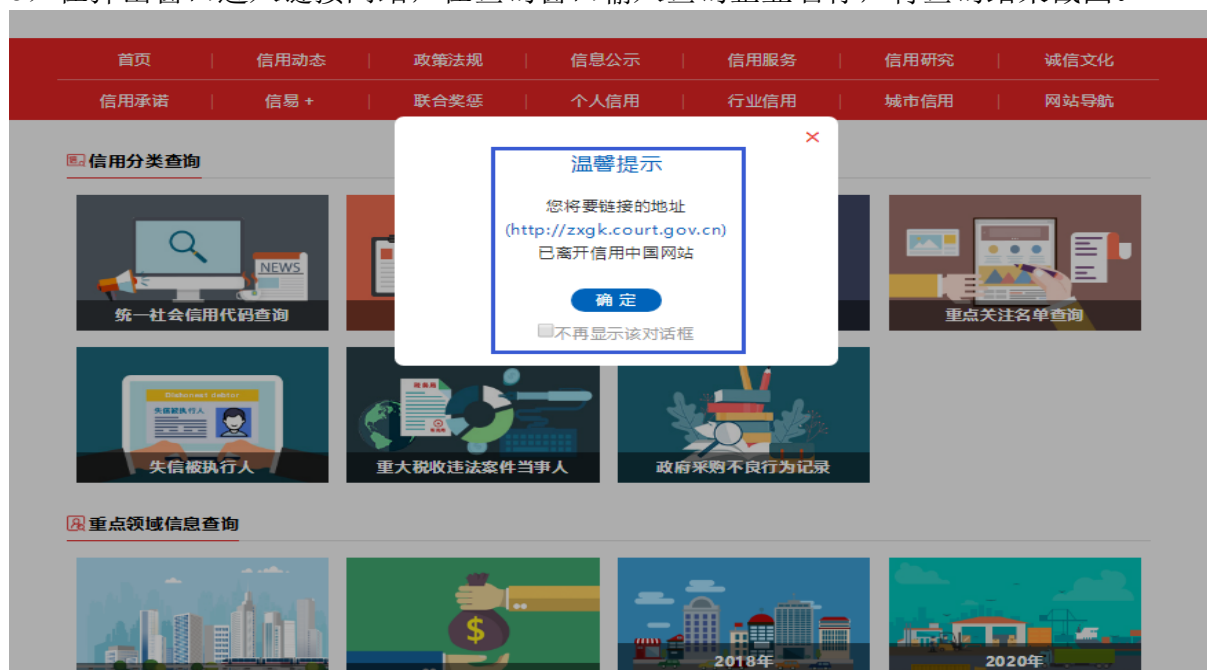 首页 信用动态 政策法规 信息公示 信用服务 信用研究 诚信文化
信用承诺 信易+ 联合奖惩 个人信用 行业信用 城市信用 网站导航
信用分类查询
温馨提示
您将要链接的地址
(http://zxgk.court.gov.cn)
已离开信用中国网站
确定
不再显示该对话框
NEWS
统一社会信用代码查询
重点关注名单查询
Dishonest debtor
失信被执行人
失信被执行人
重大税收违法案件当事人
政府采购不良行为记录
重点领域信息查询
2018年
2020年